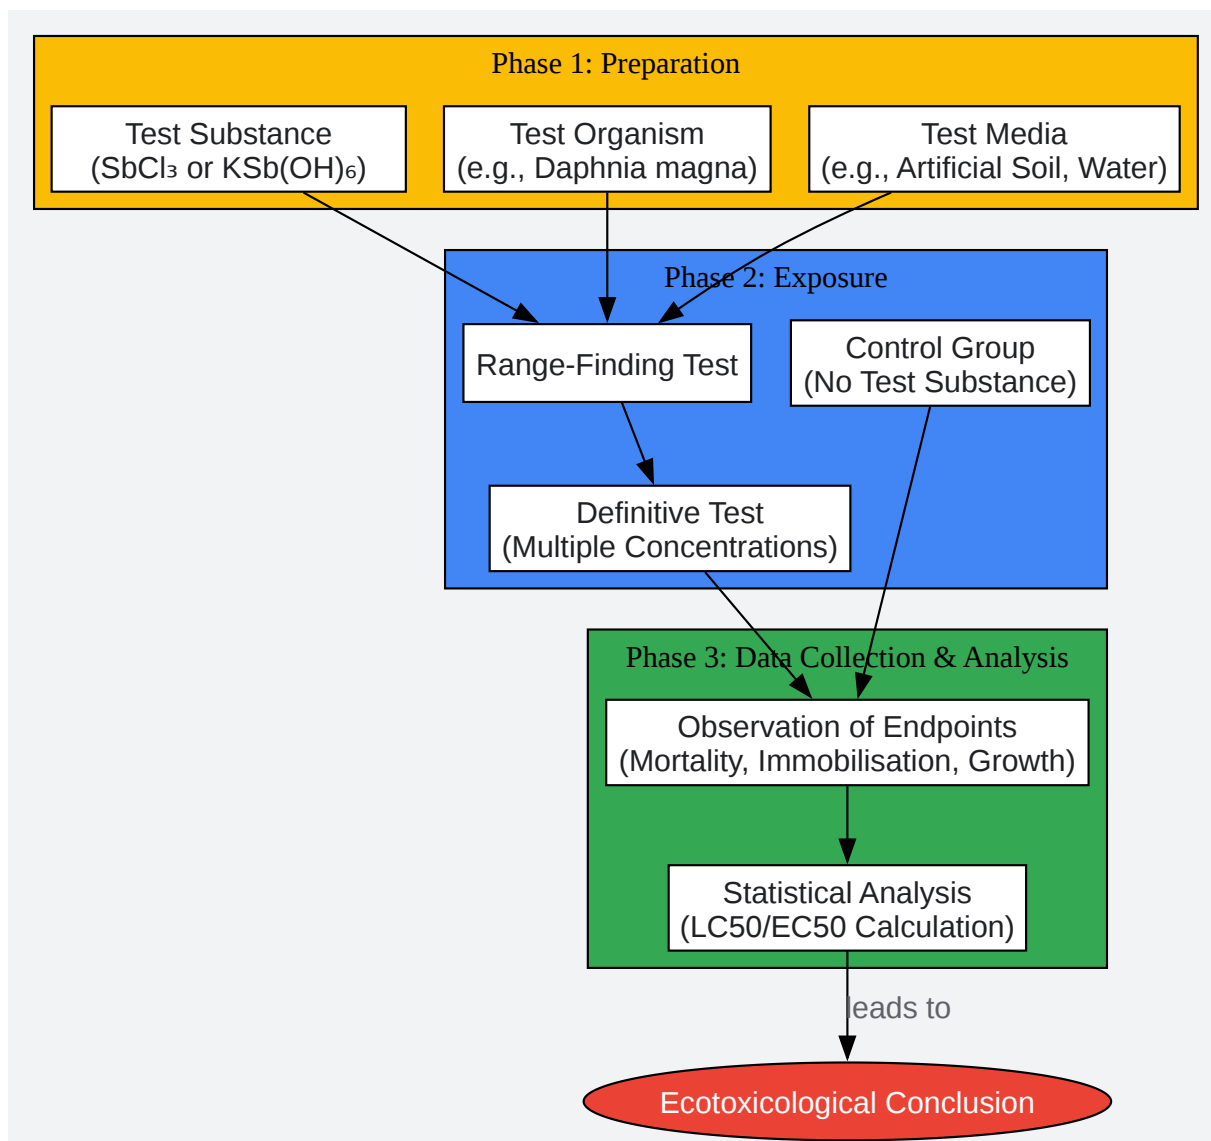 Phase 1: Preparation
Test Substance
(SbCl₃ or KSb(OH)₆)
Test Organism
(e.g., Daphnia magna)
Test Media
(e.g., Artificial Soil, Water)
Phase 2: Exposure
Range-Finding Test
Control Group
(No Test Substance)
Definitive Test
(Multiple Concentrations)
Phase 3: Data Collection & Analysis
Observation of Endpoints
(Mortality, Immobilisation, Growth)
Statistical Analysis
(LC50/EC50 Calculation)
leads to
Ecotoxicological Conclusion